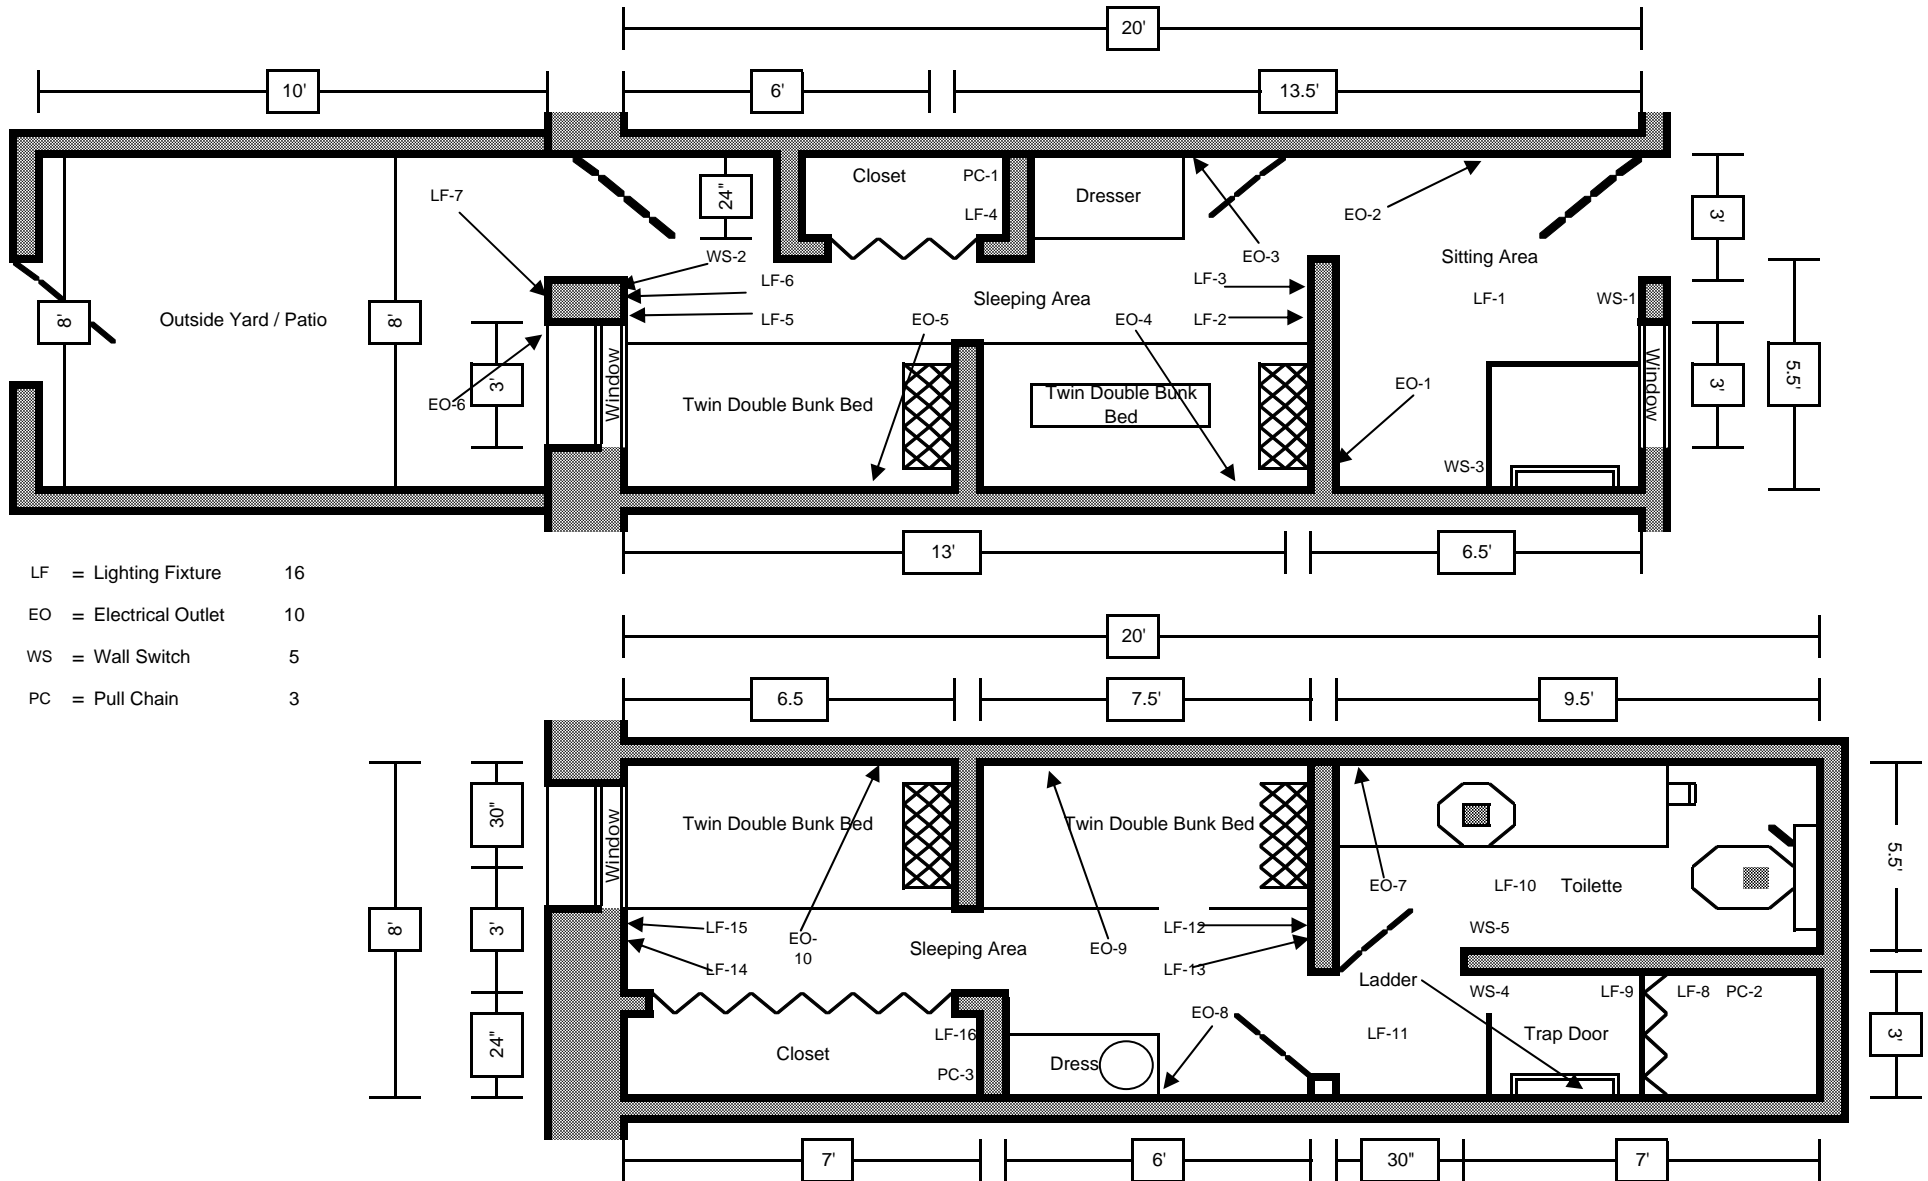 20'
10'
6'
13.5'
Closet
PC-1
LF-4
Dresser
LF-7
24"
EO-2
3'
WS-2
EO-3
Sitting Area
LF-6
LF-3
Sleeping Area
LF-1
WS-1
8'
Outside Yard / Patio
8'
LF-5
EO-5
EO-4
LF-2
3'
EO-6
Window
Twin Double Bunk Bed
Twin Double Bunk
Bed
EO-1
Window
3'
5.5'
WS-3
13'
6.5'
LF = Lighting Fixture 16
EO = Electrical Outlet 10
WS = Wall Switch 5
PC = Pull Chain 3
20'
6.5
7.5'
9.5'
30"
Window
Twin Double Bunk Bed
Twin Double Bunk Bed
5.5'
EO-7
LF-10
Toilette
8'
3'
LF-15
EO-
10
Sleeping Area
EO-9
LF-12
WS-5
LF-14
LF-13
Ladder
WS-4
LF-9
LF-8
PC-2
24"
Closet
LF-16
PC-3
Dress
EO-8
LF-11
Trap Door
3'
7'
6'
30"
7'